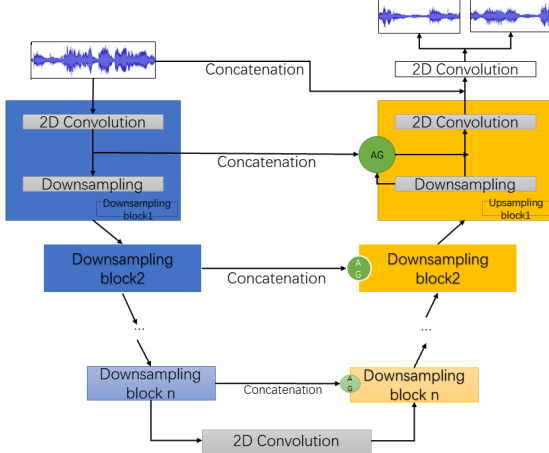 Concatenation
2D Convolution
2D Convolution
2D Convolution
Concatenation
AG
Downsampling
Downsampling
Downsampling
block1
Upsampling
block1
Downsampling
block2
Concatenation
A
G
Downsampling
block2
...
...
Downsampling
block n
Concatenation
A
G
Downsampling
block n
2D Convolution